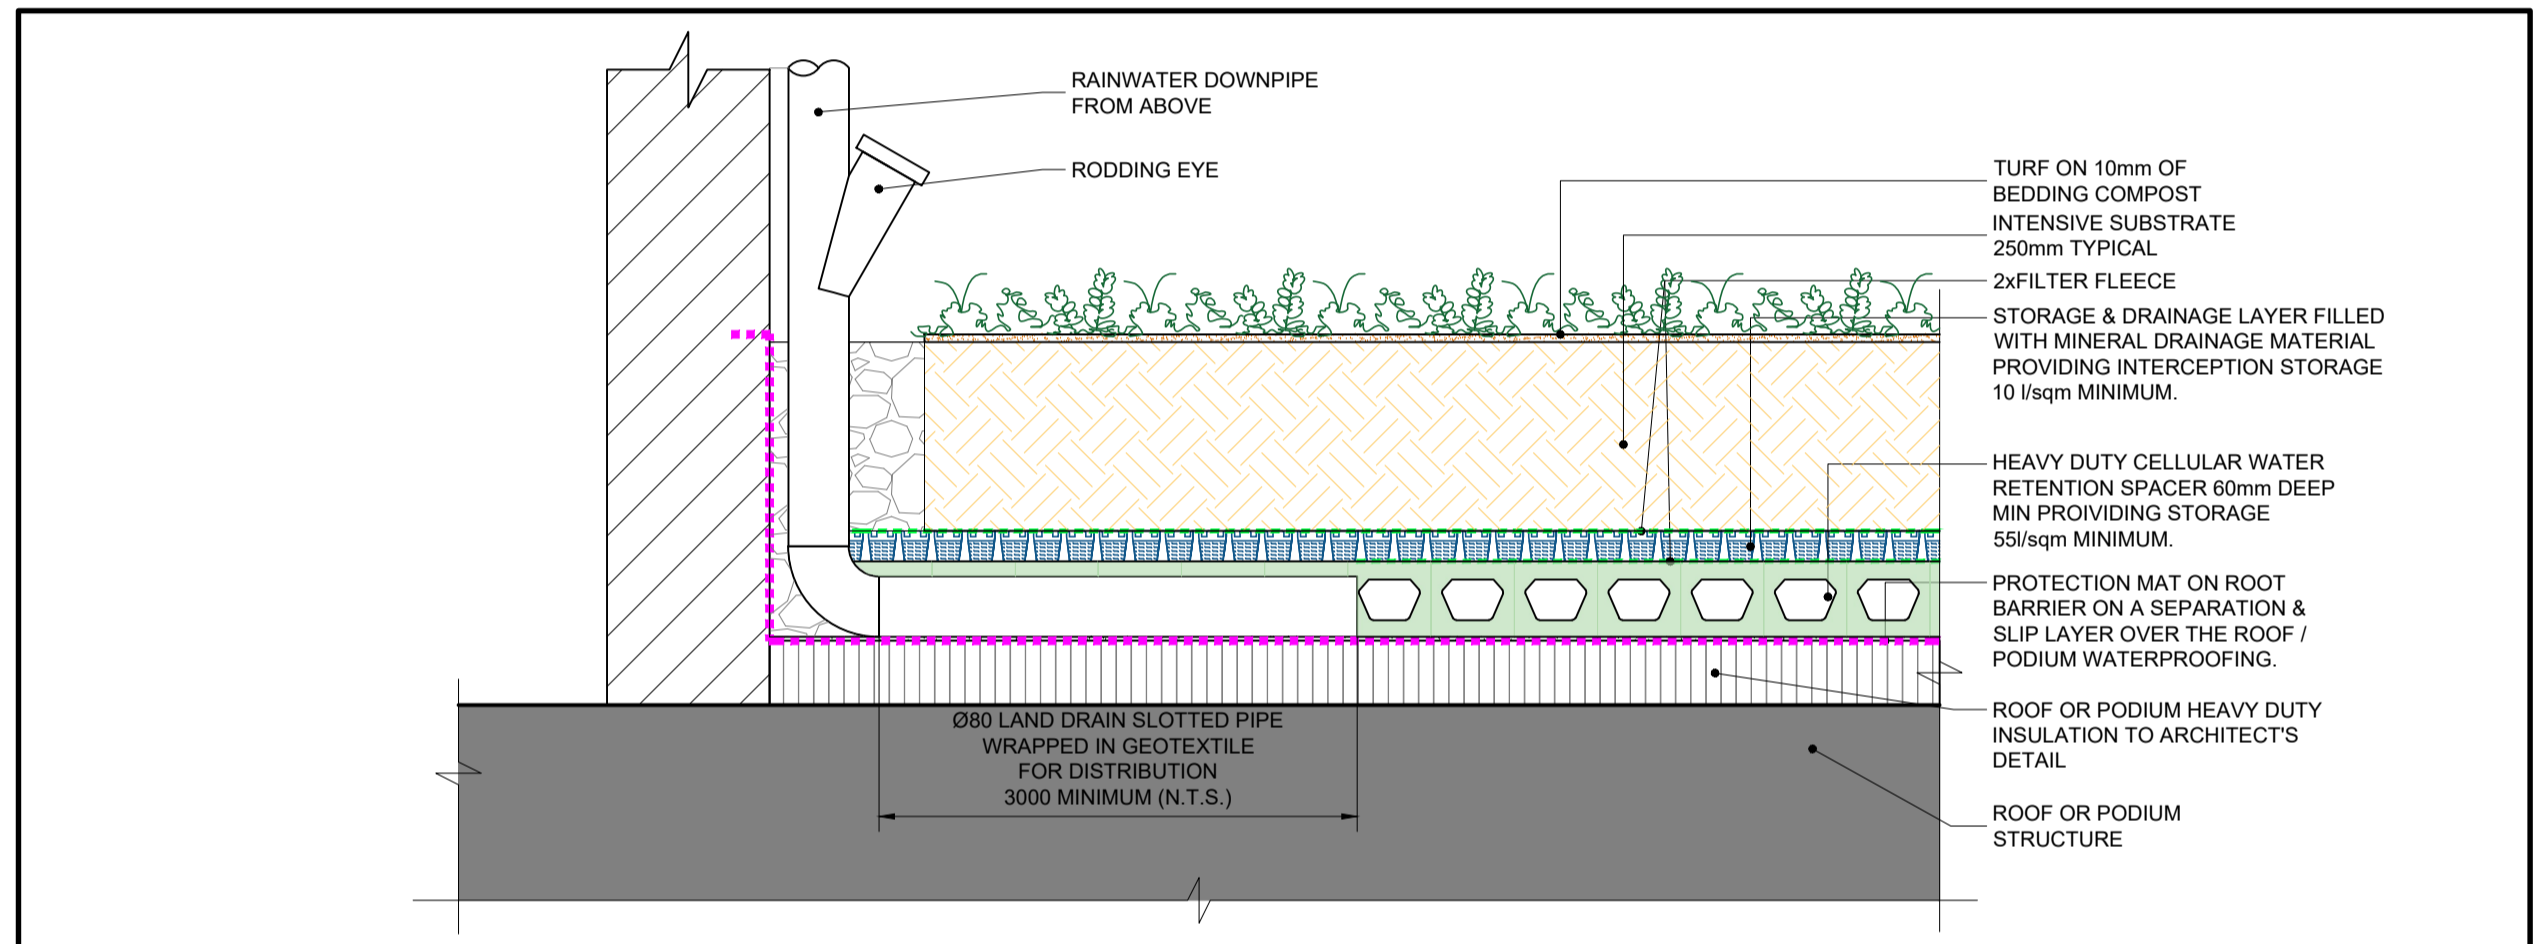 RAINWATER DOWNPIPE
FROM ABOVE
RODDING EYE
TURF ON 10mm OF
BEDDING COMPOST
INTENSIVE SUBSTRATE
250mm TYPICAL
2xFILTER FLEECE
STORAGE & DRAINAGE LAYER FILLED
WITH MINERAL DRAINAGE MATERIAL
PROVIDING INTERCEPTION STORAGE
10 l/sqm MINIMUM.
HEAVY DUTY CELLULAR WATER
RETENTION SPACER 60mm DEEP
MIN PROIVIDING STORAGE
55l/sqm MINIMUM.
PROTECTION MAT ON ROOT
BARRIER ON A SEPARATION &
SLIP LAYER OVER THE ROOF /
PODIUM WATERPROOFING.
ROOF OR PODIUM HEAVY DUTY
INSULATION TO ARCHITECT'S
DETAIL
ROOF OR PODIUM
STRUCTURE
Ø80 LAND DRAIN SLOTTED PIPE
WRAPPED IN GEOTEXTILE
FOR DISTRIBUTION
3000 MINIMUM (N.T.S.)